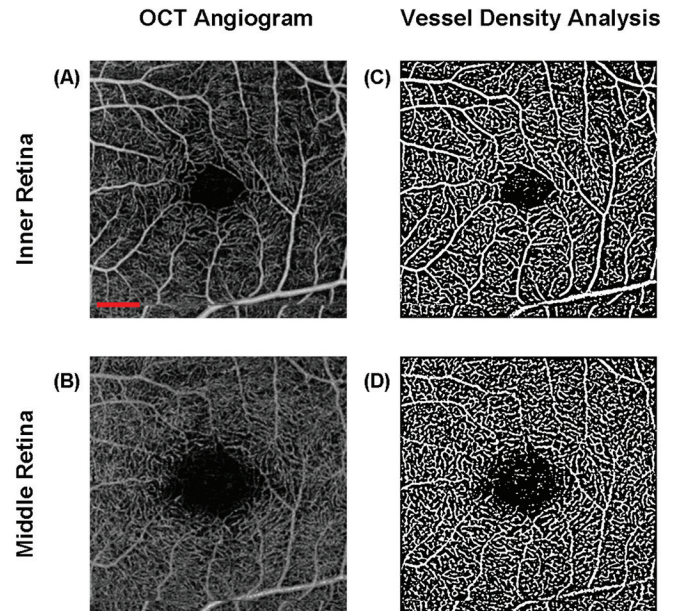 OCT Angiogram
Vessel Density Analysis
(A)
(C)
Inner Retina
(B)
(D)
Middle Retina